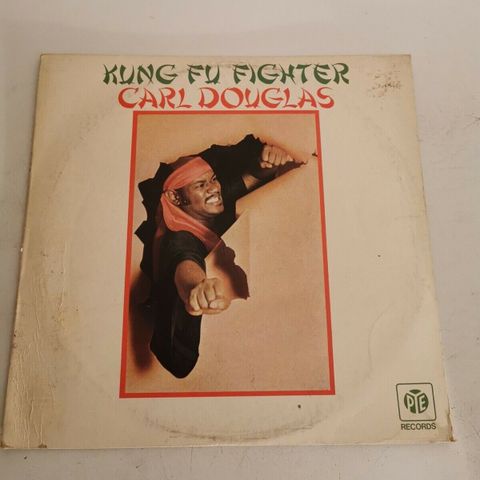 KUNG FU FIGHTER
CARL DOUGLAS
PYE
RECORDS